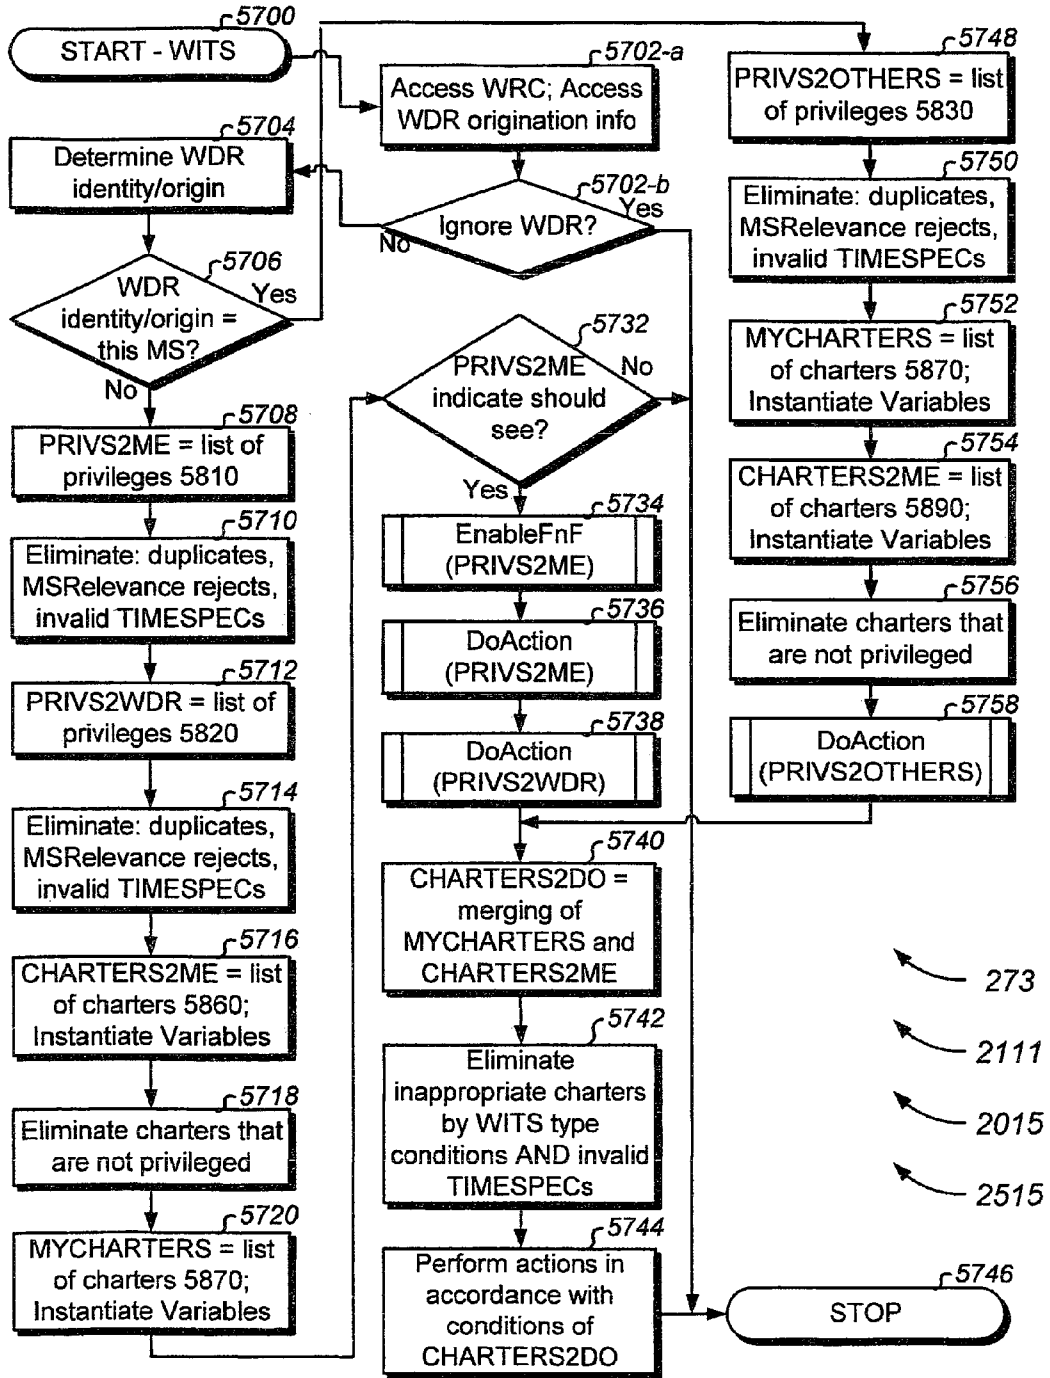 5700
START - WITS
5702-a
Access WRC; Access
WDR origination info
5702-b
Ignore WDR?
Yes
No
5704
Determine WDR
identity/origin
5706
WDR
identity/origin =
this MS?
Yes
No
5708
PRIVS2ME = list of
privileges 5810
5710
Eliminate: duplicates,
MSRelevance rejects,
invalid TIMESPECs
5712
PRIVS2WDR = list of
privileges 5820
5714
Eliminate: duplicates,
MSRelevance rejects,
invalid TIMESPECs
5716
CHARTERS2ME = list
of charters 5860;
Instantiate Variables
5718
Eliminate charters that
are not privileged
5720
MYCHARTERS = list
of charters 5870;
Instantiate Variables
5732
PRIVS2ME
indicate should
see?
No
Yes
5734
EnableFnF
(PRIVS2ME)
5736
DoAction
(PRIVS2ME)
5738
DoAction
(PRIVS2WDR)
5740
CHARTERS2DO =
merging of
MYCHARTERS and
CHARTERS2ME
5742
Eliminate
inappropriate charters
by WITS type
conditions AND invalid
TIMESPECs
5744
Perform actions in
accordance with
conditions of
CHARTERS2DO
5748
PRIVS2OTHERS = list
of privileges 5830
5750
Eliminate: duplicates,
MSRelevance rejects,
invalid TIMESPECs
5752
MYCHARTERS = list
of charters 5870;
Instantiate Variables
5754
CHARTERS2ME = list
of charters 5890;
Instantiate Variables
5756
Eliminate charters that
are not privileged
5758
DoAction
(PRIVS2OTHERS)
273
2111
2015
2515
5746
STOP